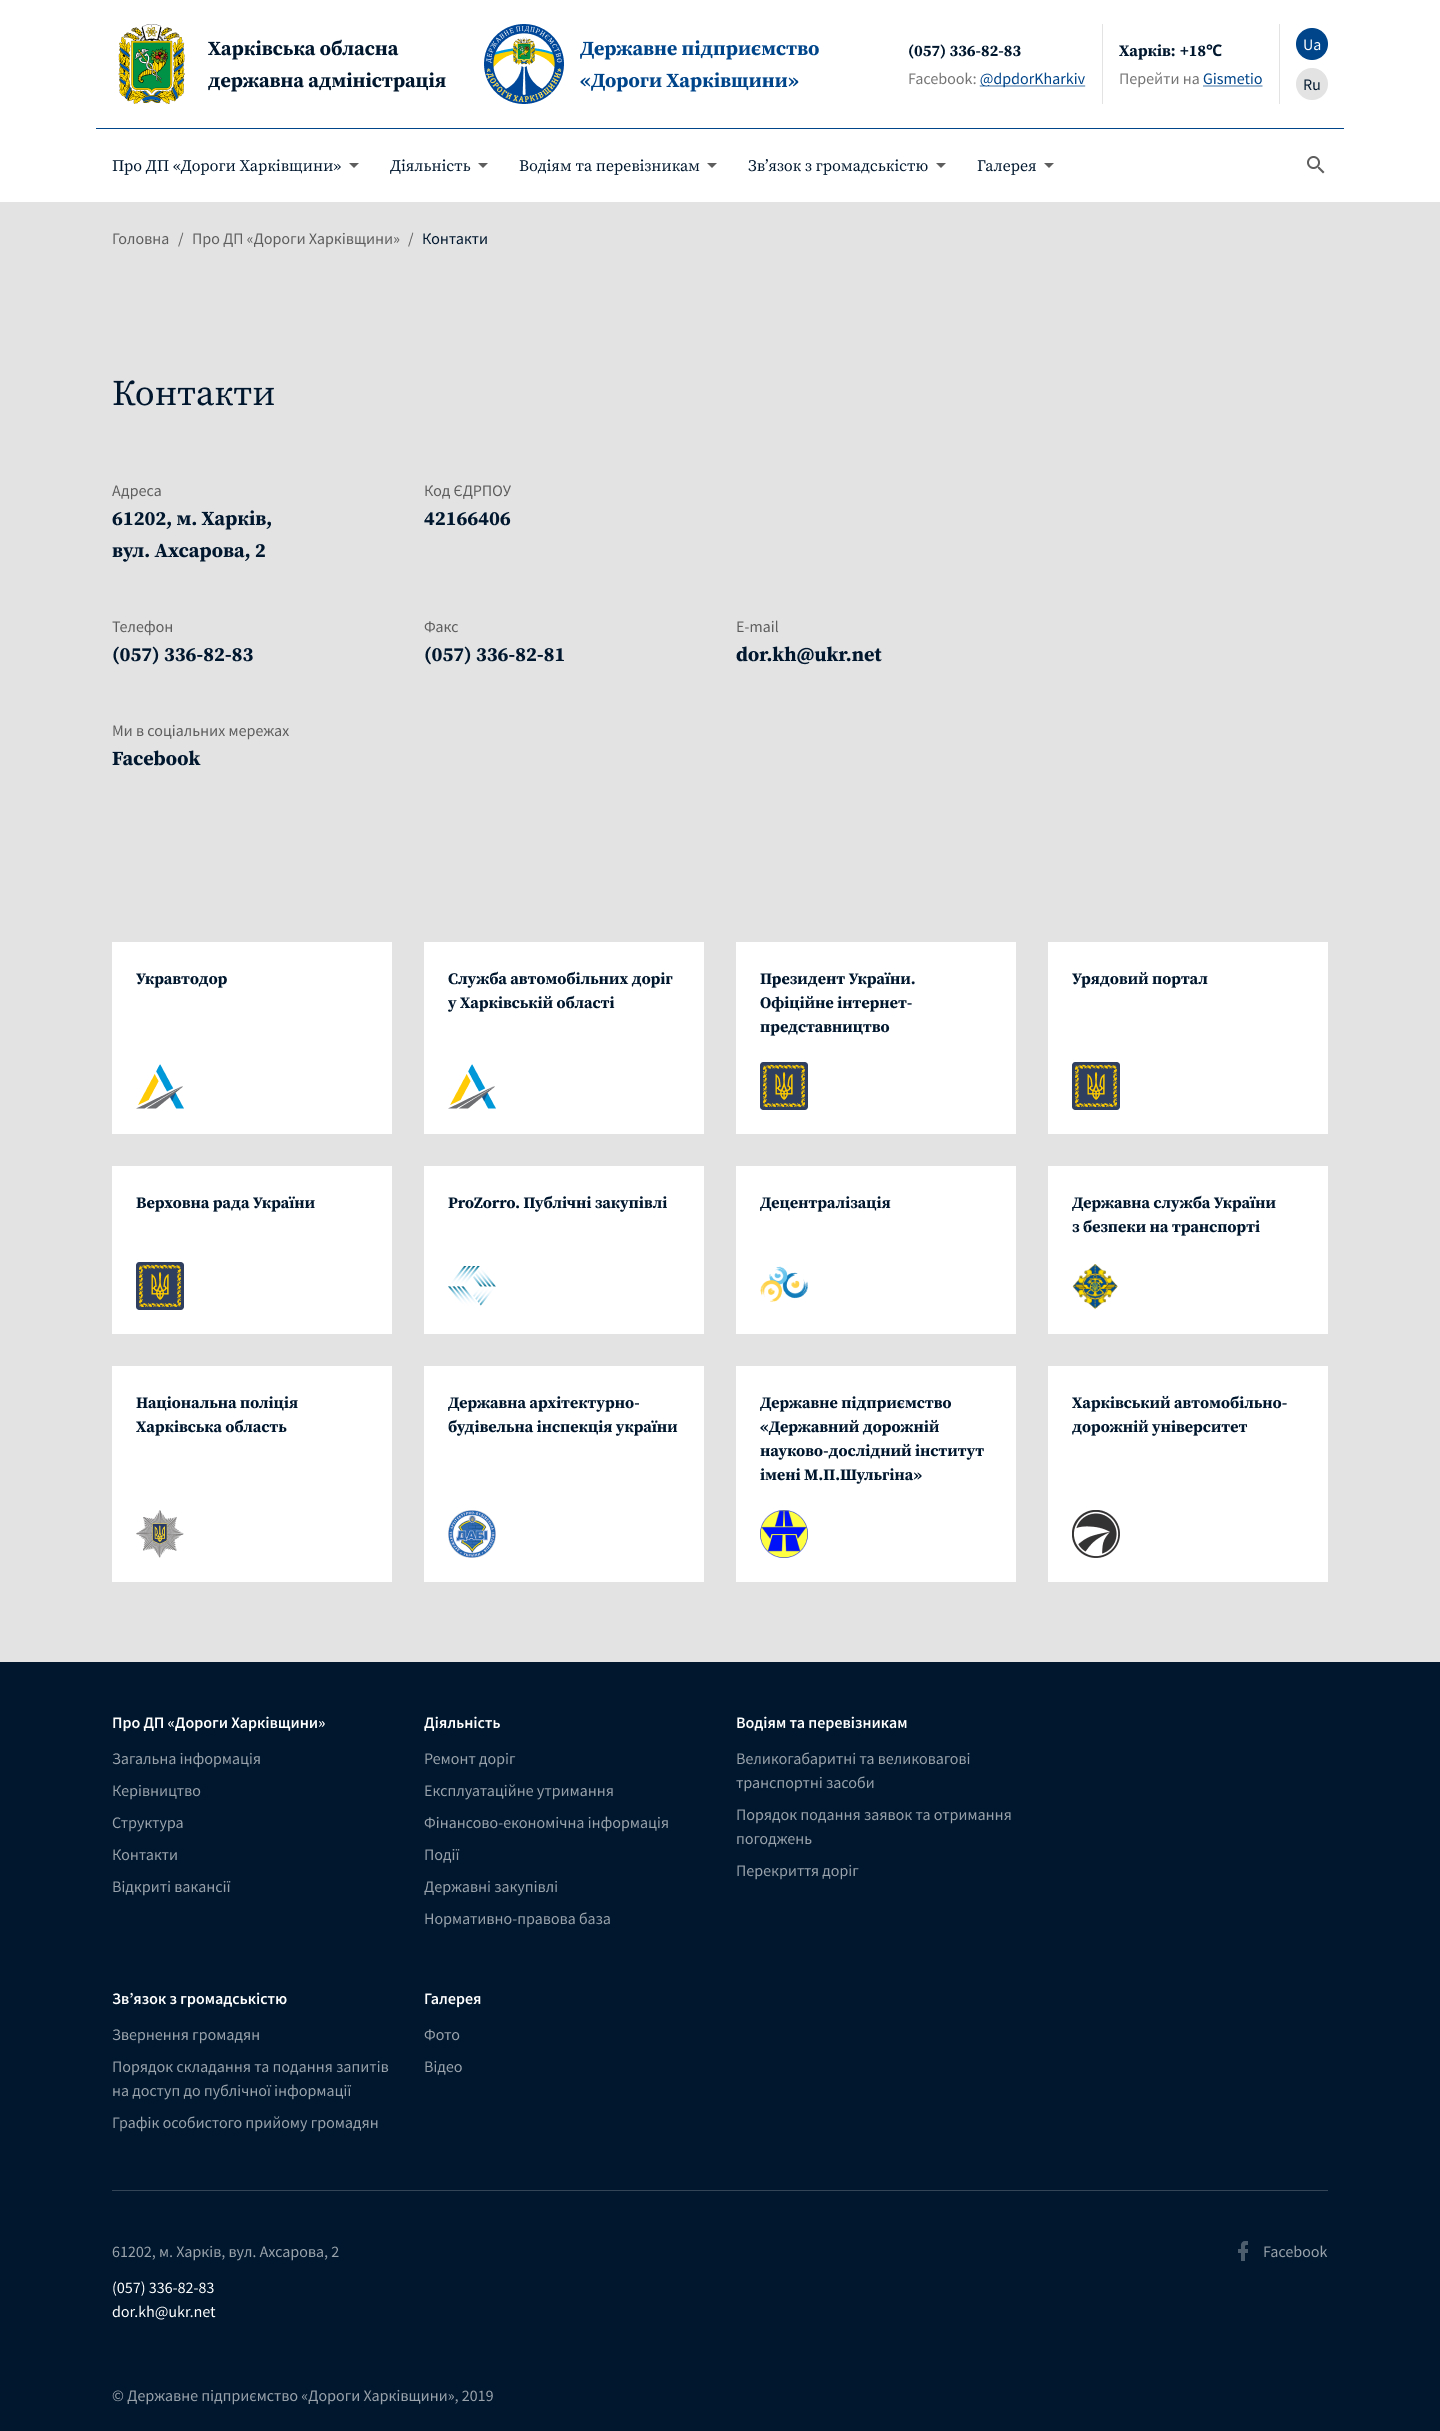 Харківська обласна
державна адміністрація
ДЕРЖАВНЕ ПІДПРИЄМСТВО
«ДОРОГИ ХАРКІВЩИНИ»
Державне підприємство
«Дороги Харківщини»
(057) 336-82-83
Facebook: @dpdorKharkiv
Харків: +18℃
Перейти на Gismetio
Ua
Ru
Про ДП «Дороги Харківщини»
Діяльність
Водіям та перевізникам
Зв’язок з громадськістю
Галерея
Головна / Про ДП «Дороги Харківщини» / Контакти
Контакти
Адреса
61202, м. Харків,
вул. Ахсарова, 2
Код ЄДРПОУ
42166406
Телефон
(057) 336-82-83
Факс
(057) 336-82-81
E-mail
dor.kh@ukr.net
Ми в соціальних мережах
Facebook
Укравтодор
Служба автомобільних доріг
у Харківській області
Президент України.
Офіційне інтернет-
представництво
Урядовий портал
Верховна рада України
ProZorro. Публічні закупівлі
Децентралізація
Державна служба України
з безпеки на транспорті
Національна поліція
Харківська область
Державна архітектурно-
будівельна інспекція україни
ДАБІ
Державне підприємство
«Державний дорожній
науково-дослідний інститут
імені М.П.Шульгіна»
Харківський автомобільно-
дорожній університет
Про ДП «Дороги Харківщини»
Загальна інформація
Керівництво
Структура
Контакти
Відкриті вакансії
Діяльність
Ремонт доріг
Експлуатаційне утримання
Фінансово-економічна інформація
Події
Державні закупівлі
Нормативно-правова база
Водіям та перевізникам
Великогабаритні та великовагові
транспортні засоби
Порядок подання заявок та отримання
погоджень
Перекриття доріг
Зв’язок з громадськістю
Звернення громадян
Порядок складання та подання запитів
на доступ до публічної інформації
Графік особистого прийому громадян
Галерея
Фото
Відео
61202, м. Харків, вул. Ахсарова, 2
(057) 336-82-83
dor.kh@ukr.net
Facebook
© Державне підприємство «Дороги Харківщини», 2019